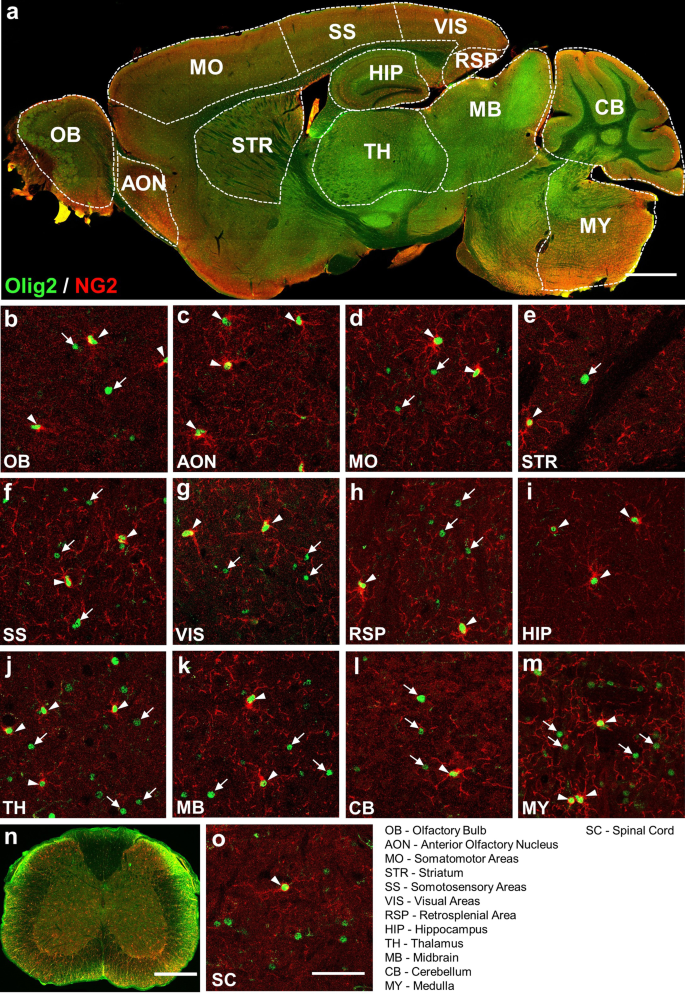 a
SS
VIS
MO
RSP
HIP
OB
STR
TH
MB
CB
AON
MY
Olig2 / NG2
b
OB
c
AON
d
MO
e
STR
f
SS
g
VIS
h
RSP
i
HIP
j
TH
k
MB
l
CB
m
MY
n
o
SC
OB - Olfactory Bulb
AON - Anterior Olfactory Nucleus
MO - Somatomotor Areas
STR - Striatum
SS - Somotosensory Areas
VIS - Visual Areas
RSP - Retrosplenial Area
HIP - Hippocampus
TH - Thalamus
MB - Midbrain
CB - Cerebellum
MY - Medulla
SC - Spinal Cord